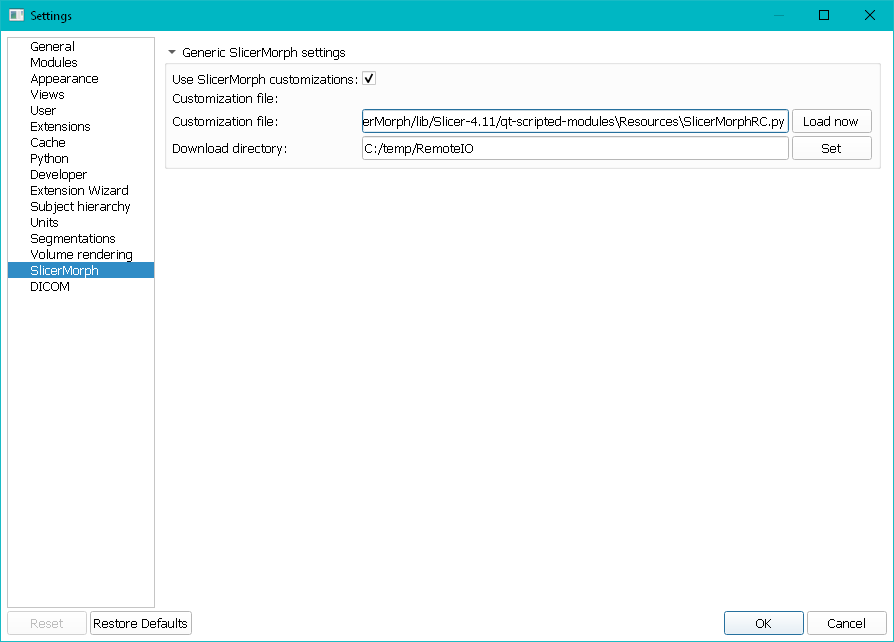 Settings
General
Modules
Appearance
Views
User
Extensions
Cache
Python
Developer
Extension Wizard
Subject hierarchy
Units
Segmentations
Volume rendering
SlicerMorph
DICOM
Generic SlicerMorph settings
Use SlicerMorph customizations:
Customization file:
Customization file: erMorph/lib/Slicer-4.11/qt-scripted-modules\Resources\SlicerMorphRC.py Load now
Download directory: C:/temp/RemoteIO Set
Reset Restore Defaults OK Cancel